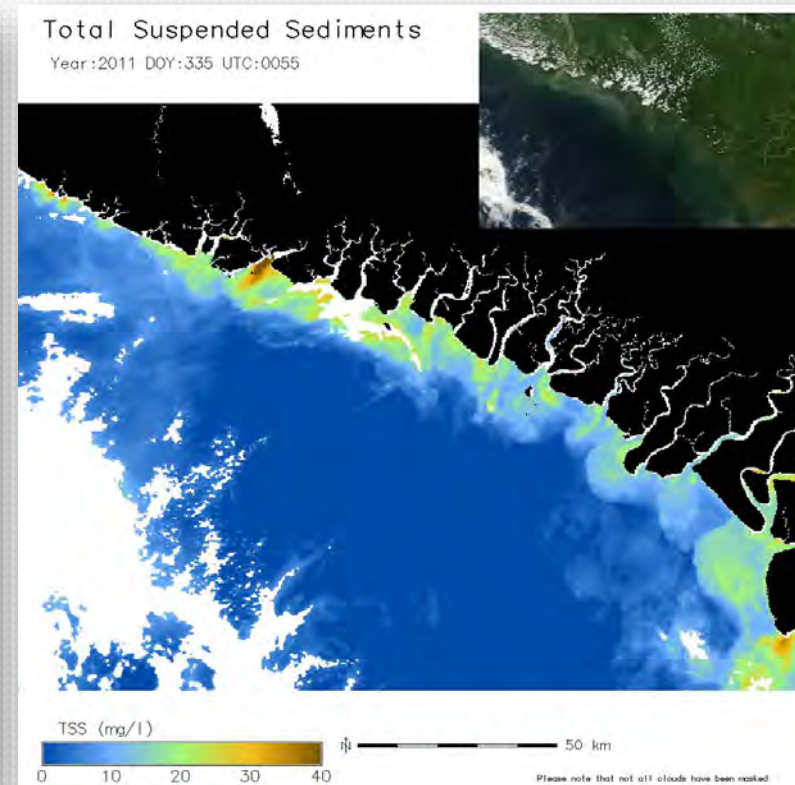 Total Suspended Sediments
Year:2011 DOY:335 UTC:0055
TSS (mg/l)
0 10 20 30 40
N
50 km
Please note that not all clouds have been masked